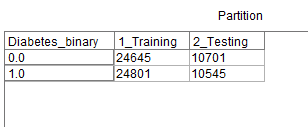 Partition
Diabetes_binary 1_Training 2_Testing
0.0 24645 10701
1.0 24801 10545